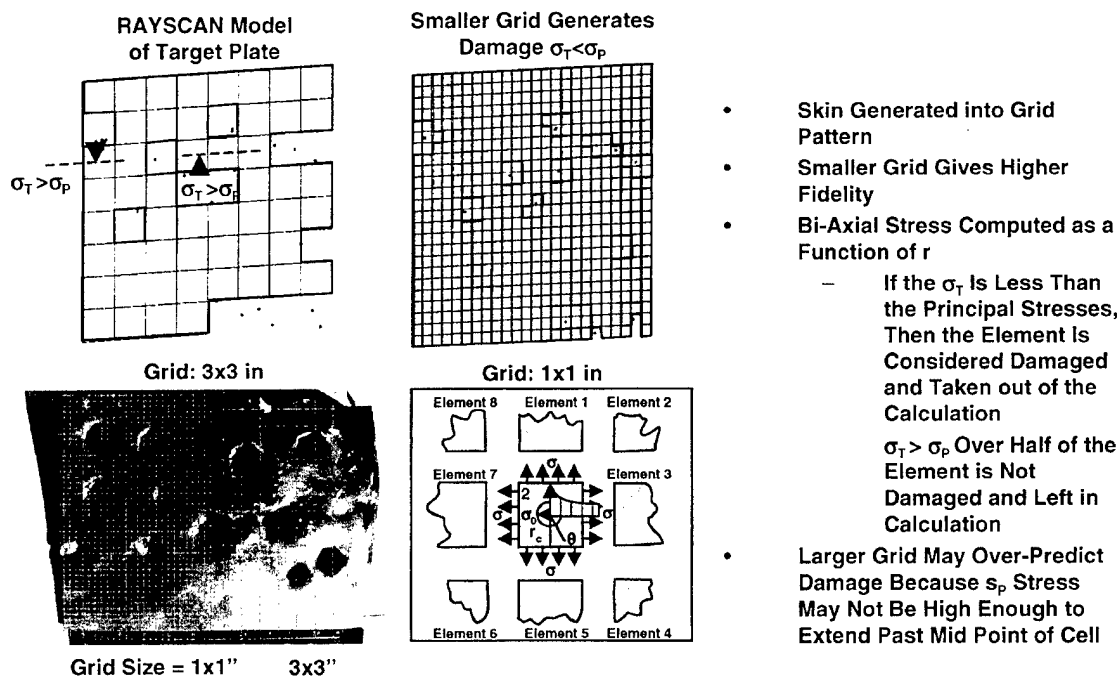 RAYSCAN Model
of Target Plate
Smaller Grid Generates
Damage σT<σP
σT>σP
σT>σP
Grid: 3x3 in
Grid: 1x1 in
Element 8
Element 1
Element 2
Element 7
Element 3
σ
2
σ
σ0
σ
rc
θ
σ
Element 6
Element 5
Element 4
Grid Size = 1x1” 3x3”
• Skin Generated into Grid
Pattern
• Smaller Grid Gives Higher
Fidelity
• Bi-Axial Stress Computed as a
Function of r
– If the σT Is Less Than
the Principal Stresses,
Then the Element is
Considered Damaged
and Taken out of the
Calculation
σT> σP Over Half of the
Element is Not
Damaged and Left in
Calculation
• Larger Grid May Over-Predict
Damage Because sP Stress
May Not Be High Enough to
Extend Past Mid Point of Cell